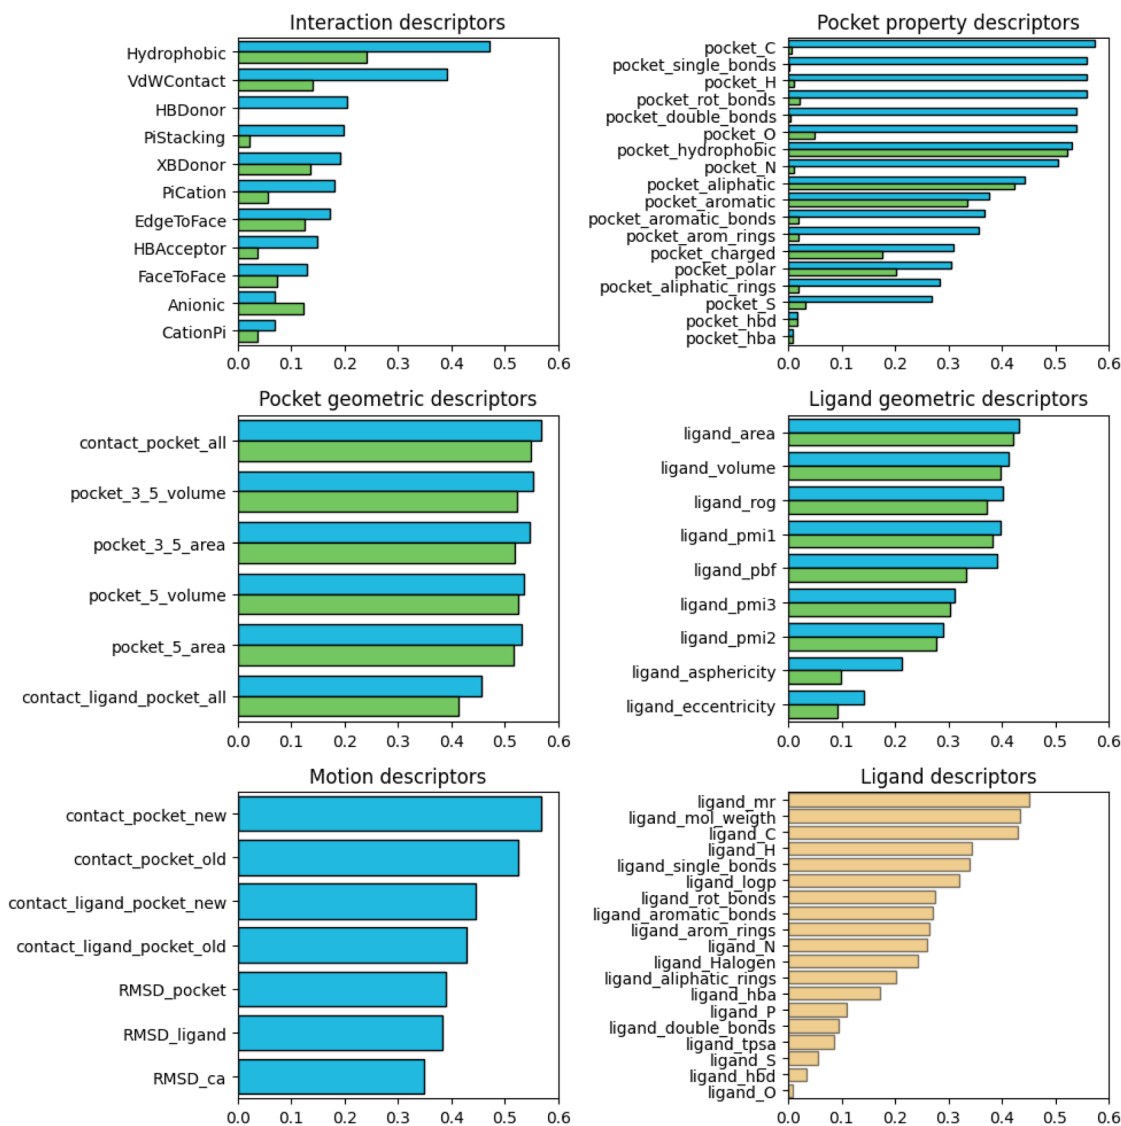 Interaction descriptors
Hydrophobic
VdWContact
HBDonor
PiStacking
XBDonor
PiCation
EdgeToFace
HBAcceptor
FaceToFace
Anionic
CationPi
0.0 0.1 0.2 0.3 0.4 0.5 0.6
Pocket property descriptors
pocket_C
pocket_single_bonds
pocket_H
pocket_rot_bonds
pocket_double_bonds
pocket_O
pocket_hydrophobic
pocket_N
pocket_aliphatic
pocket_aromatic
pocket_aromatic_bonds
pocket_arom_rings
pocket_charged
pocket_polar
pocket_aliphatic_rings
pocket_S
pocket_hbd
pocket_hba
0.0 0.1 0.2 0.3 0.4 0.5 0.6
Pocket geometric descriptors
contact_pocket_all
pocket_3_5_volume
pocket_3_5_area
pocket_5_volume
pocket_5_area
contact_ligand_pocket_all
0.0 0.1 0.2 0.3 0.4 0.5 0.6
Ligand geometric descriptors
ligand_area
ligand_volume
ligand_rog
ligand_pmi1
ligand_pbf
ligand_pmi3
ligand_pmi2
ligand_asphericity
ligand_eccentricity
0.0 0.1 0.2 0.3 0.4 0.5 0.6
Motion descriptors
contact_pocket_new
contact_pocket_old
contact_ligand_pocket_new
contact_ligand_pocket_old
RMSD_pocket
RMSD_ligand
RMSD_ca
0.0 0.1 0.2 0.3 0.4 0.5 0.6
Ligand descriptors
ligand_mr
ligand_mol_weigth
ligand_C
ligand_H
ligand_single_bonds
ligand_logp
ligand_rot_bonds
ligand_aromatic_bonds
ligand_arom_rings
ligand_N
ligand_Halogen
ligand_aliphatic_rings
ligand_hba
ligand_P
ligand_double_bonds
ligand_tpsa
ligand_S
ligand_hbd
ligand_O
0.0 0.1 0.2 0.3 0.4 0.5 0.6